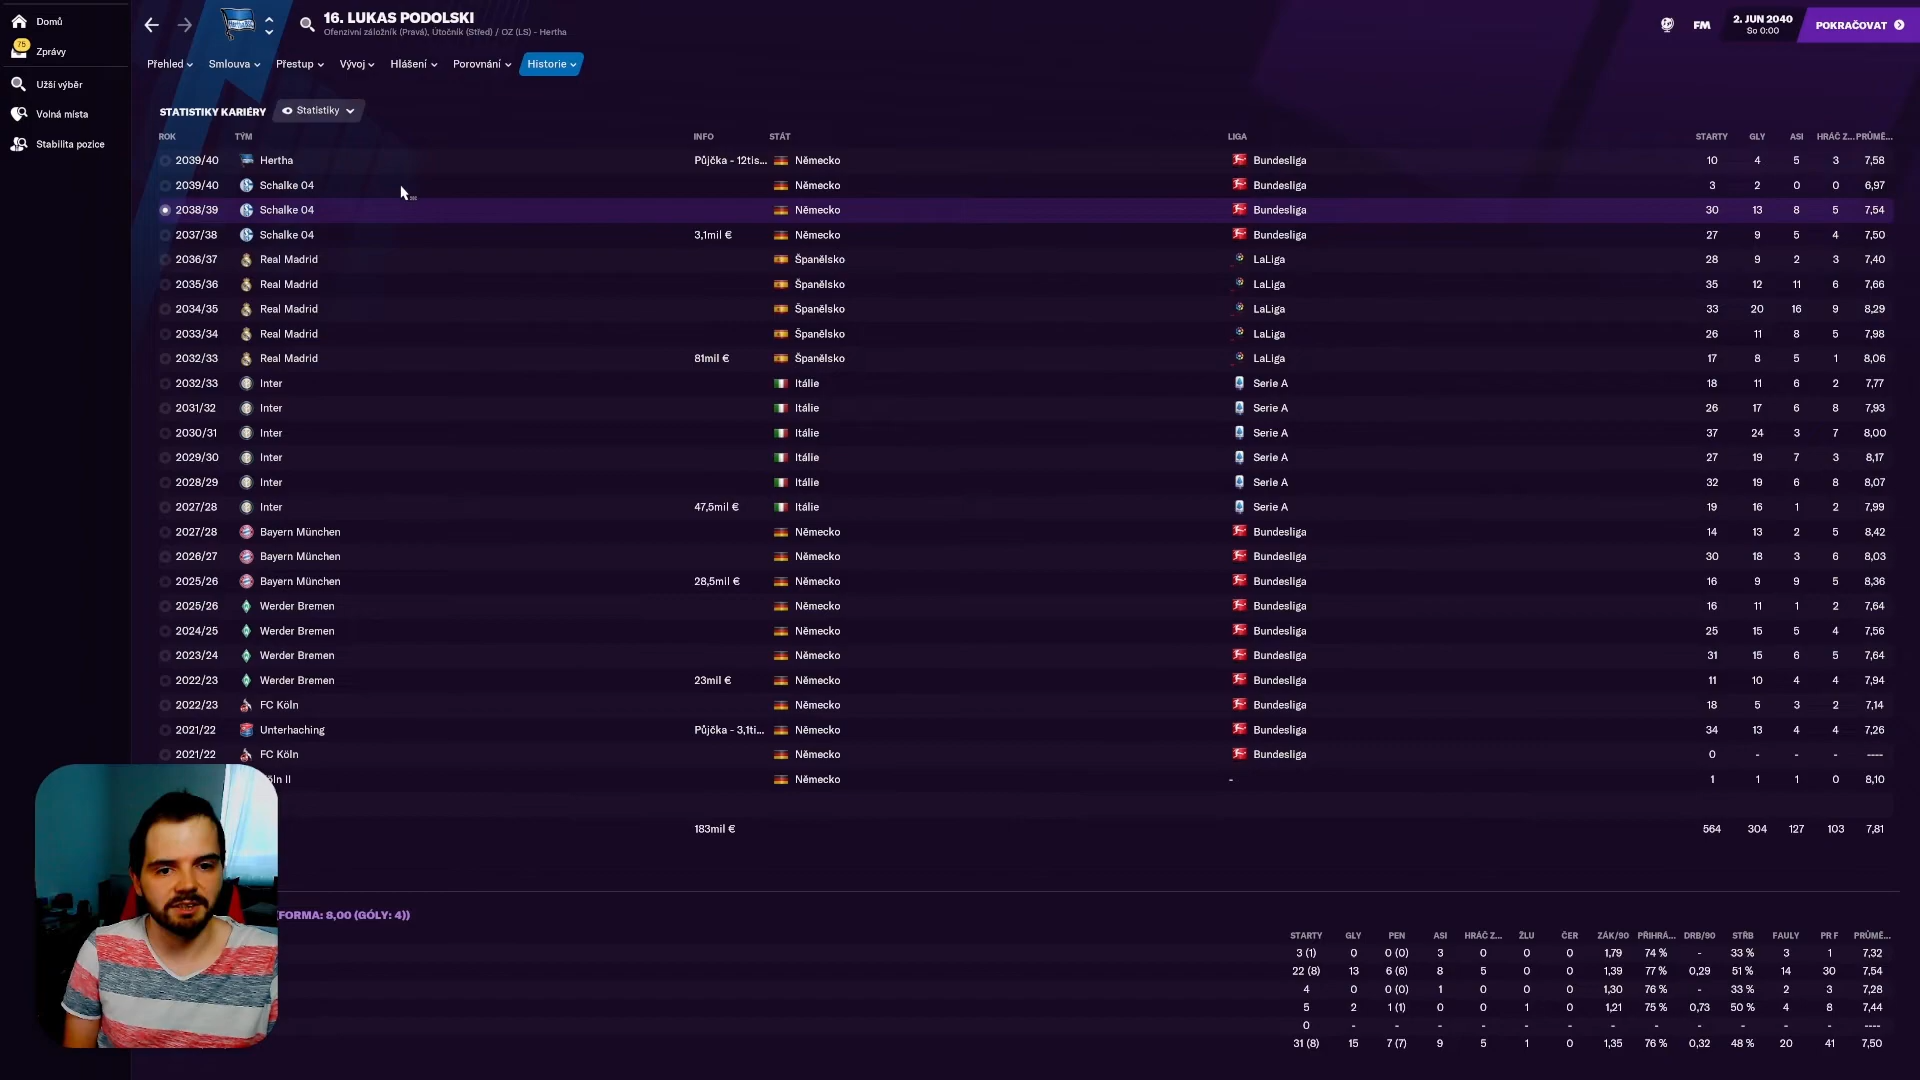 Domů
75
Zprávy
Užší výběr
Volná místa
Stabilita pozice
16. LUKAS PODOLSKI
Ofenzivní záložník (Pravá), Útočník (Střed) / OZ (LS) - Hertha
FM
2. JUN 2040
So 0:00
POKRAČOVAT
Přehled Smlouva Přestup Vývoj Hlášení Porovnání Historie
STATISTIKY KARIÉRY Statistiky
ROK TÝM INFO STÁT LIGA STARTY GLY ASI HRÁČ Z... PRŮMĚ...
2039/40 Hertha Půjčka - 12tis... Německo Bundesliga 10 4 5 3 7,58
2039/40 Schalke 04 Německo Bundesliga 3 2 0 0 6,97
2038/39 Schalke 04 Německo Bundesliga 30 13 8 5 7,54
2037/38 Schalke 04 3,1mil € Německo Bundesliga 27 9 5 4 7,50
2036/37 Real Madrid Španělsko LaLiga 28 9 2 3 7,40
2035/36 Real Madrid Španělsko LaLiga 35 12 11 6 7,66
2034/35 Real Madrid Španělsko LaLiga 33 20 16 9 8,29
2033/34 Real Madrid Španělsko LaLiga 26 11 8 5 7,98
2032/33 Real Madrid 81mil € Španělsko LaLiga 17 8 5 1 8,06
2032/33 Inter Itálie Serie A 18 11 6 2 7,77
2031/32 Inter Itálie Serie A 26 17 6 8 7,93
2030/31 Inter Itálie Serie A 37 24 3 7 8,00
2029/30 Inter Itálie Serie A 27 19 7 3 8,17
2028/29 Inter Itálie Serie A 32 19 6 8 8,07
2027/28 Inter 47,5mil € Itálie Serie A 19 16 1 2 7,99
2027/28 Bayern München Německo Bundesliga 14 13 2 5 8,42
2026/27 Bayern München Německo Bundesliga 30 18 3 6 8,03
2025/26 Bayern München 28,5mil € Německo Bundesliga 16 9 9 5 8,36
2025/26 Werder Bremen Německo Bundesliga 16 11 1 2 7,64
2024/25 Werder Bremen Německo Bundesliga 25 15 5 4 7,56
2023/24 Werder Bremen Německo Bundesliga 31 15 6 5 7,64
2022/23 Werder Bremen 23mil € Německo Bundesliga 11 10 4 4 7,94
2022/23 FC Köln Německo Bundesliga 18 5 3 2 7,14
2021/22 Unterhaching Půjčka - 3,1ti... Německo Bundesliga 34 13 4 4 7,26
2021/22 FC Köln Německo Bundesliga 0 - - - ----
öln II Německo - 1 1 1 0 8,10
183mil € 564 304 127 103 7,81
(FORMA: 8,00 (GÓLY: 4))
STARTY GLY PEN ASI HRÁČ Z... ŽLU ČER ZÁK/90 PŘIHRÁ... DRB/90 STŘB FAULY PR F PRŮMĚ...
3 (1) 0 0 (0) 3 0 0 0 1,79 74 % - 33 % 3 1 7,32
22 (8) 13 6 (6) 8 5 0 0 1,39 77 % 0,29 51 % 14 30 7,54
4 0 0 (0) 1 0 0 0 1,30 76 % - 33 % 2 3 7,28
5 2 1 (1) 0 0 1 0 1,21 75 % 0,73 50 % 4 8 7,44
0 - - - - - - - - - - - - ----
31 (8) 15 7 (7) 9 5 1 0 1,35 76 % 0,32 48 % 20 41 7,50